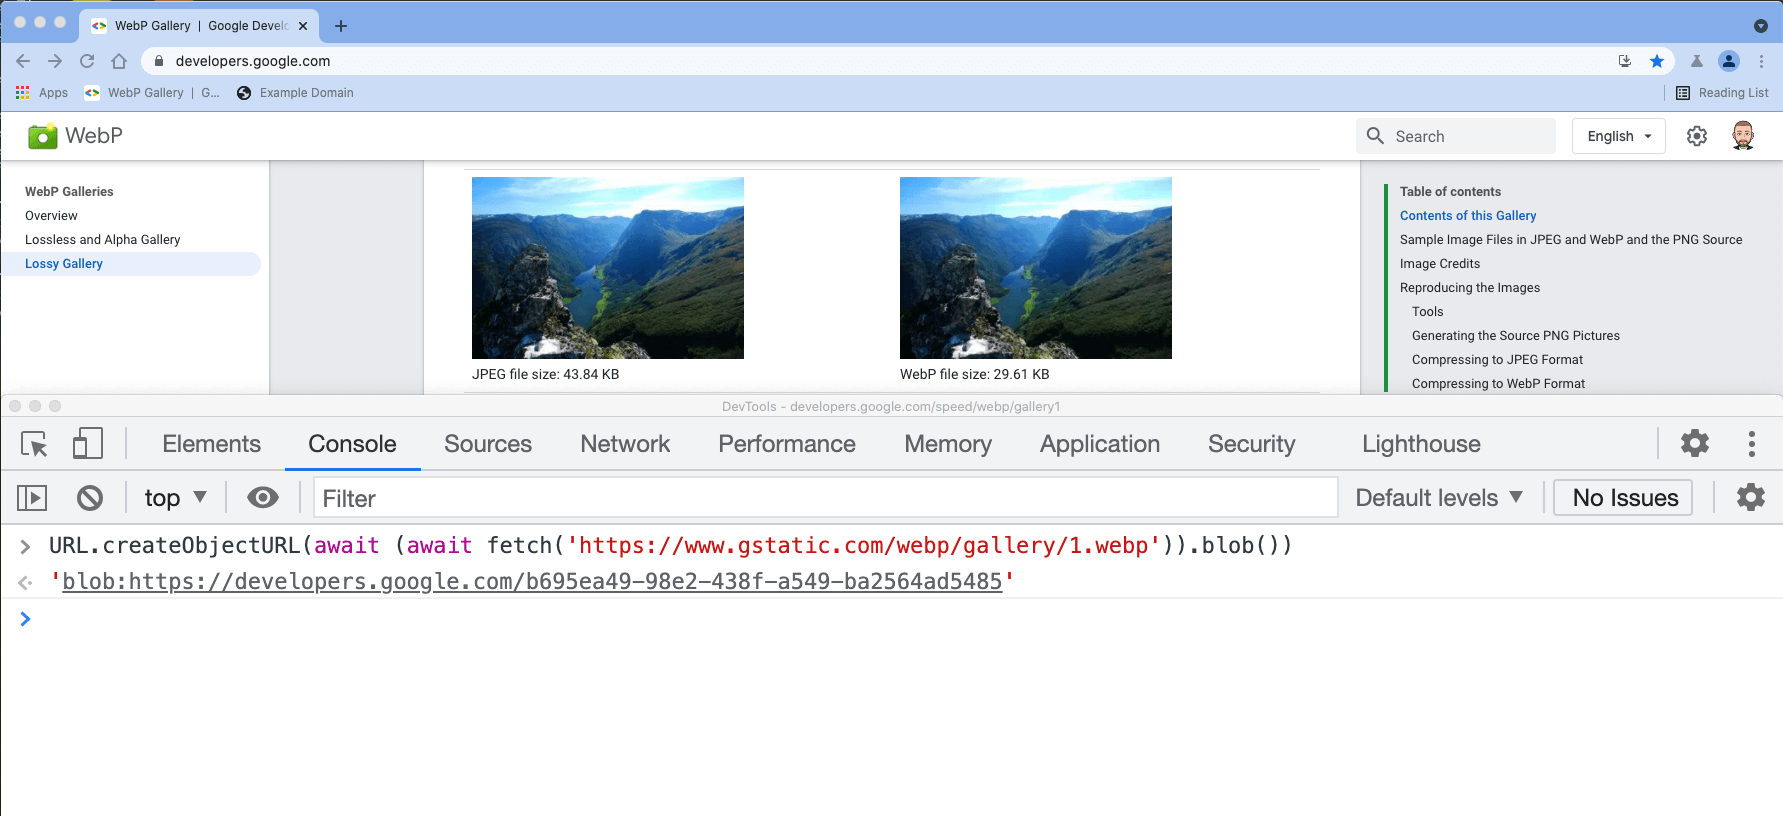 WebP Gallery | Google Develo
developers.google.com
Apps WebP Gallery | G... Example Domain Reading List
WebP Search English
WebP Galleries
Overview
Lossless and Alpha Gallery
Lossy Gallery
JPEG file size: 43.84 KB WebP file size: 29.61 KB
Table of contents
Contents of this Gallery
Sample Image Files in JPEG and WebP and the PNG Source
Image Credits
Reproducing the Images
Tools
Generating the Source PNG Pictures
Compressing to JPEG Format
Compressing to WebP Format
DevTools - developers.google.com/speed/webp/gallery1
Elements Console Sources Network Performance Memory Application Security Lighthouse
top Filter Default levels No Issues
> URL.createObjectURL(await (await fetch('https://www.gstatic.com/webp/gallery/1.webp')).blob())
'blob:https://developers.google.com/b695ea49-98e2-438f-a549-ba2564ad5485'
>